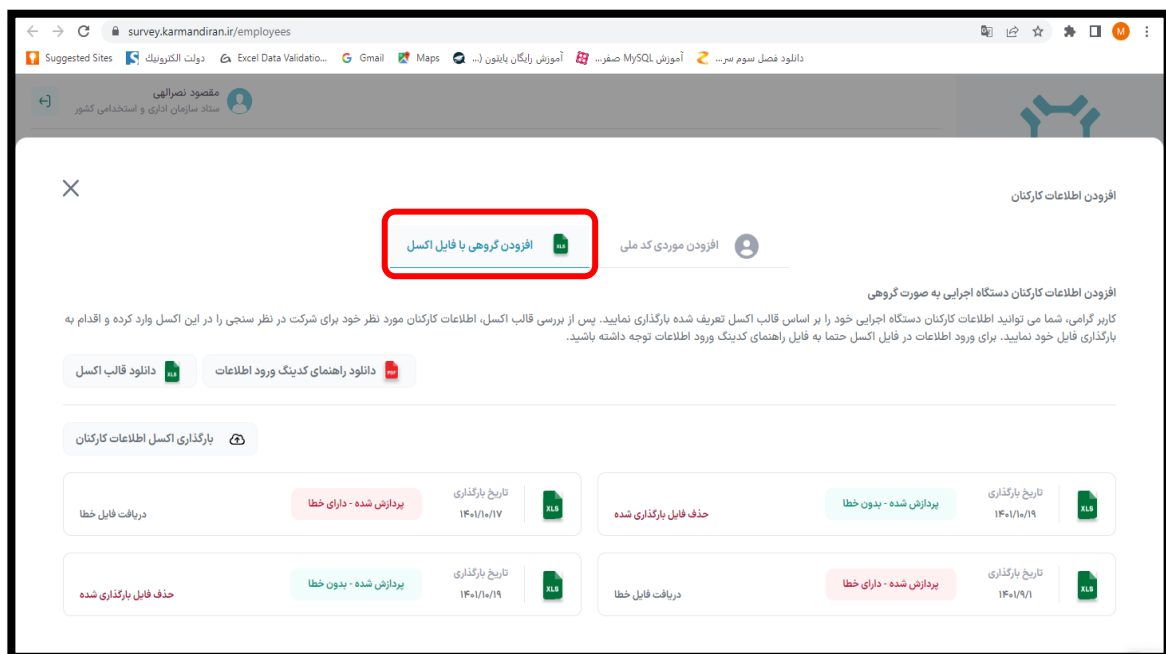 survey.karmandiran.ir/employees
M
Suggested Sites
دولت الکترونیک
Excel Data Validatio...
Gmail
Maps
آموزش رایگان پایتون (...
آموزش MySQL صفر...
دانلود فصل سوم سر...
مقصود نصرالهی
ستاد سازمان اداری و استخدامی کشور
افزودن اطلاعات کارکنان
افزودن موردی کد ملی
XLS افزودن گروهی با فایل اکسل
افزودن اطلاعات کارکنان دستگاه اجرایی به صورت گروهی
کاربر گرامی، شما می توانید اطلاعات کارکنان دستگاه اجرایی خود را بر اساس قالب اکسل تعریف شده بارگذاری نمایید. پس از بررسی قالب اکسل، اطلاعات کارکنان مورد نظر خود برای شرکت در نظر سنجی را در این اکسل وارد کرده و اقدام به
بارگذاری فایل خود نمایید. برای ورود اطلاعات در فایل اکسل حتما به فایل راهنمای کدینگ ورود اطلاعات توجه داشته باشید.
PDF دانلود راهنمای کدینگ ورود اطلاعات
XLS دانلود قالب اکسل
بارگذاری اکسل اطلاعات کارکنان
XLS
تاریخ بارگذاری
۱۴۰۱/۱۰/۱۹
پردازش شده - بدون خطا
حذف فایل بارگذاری شده
XLS
تاریخ بارگذاری
۱۴۰۱/۱۰/۱۷
پردازش شده - دارای خطا
دریافت فایل خطا
XLS
تاریخ بارگذاری
۱۴۰۱/۹/۱
پردازش شده - دارای خطا
دریافت فایل خطا
XLS
تاریخ بارگذاری
۱۴۰۱/۱۰/۱۹
پردازش شده - بدون خطا
حذف فایل بارگذاری شده